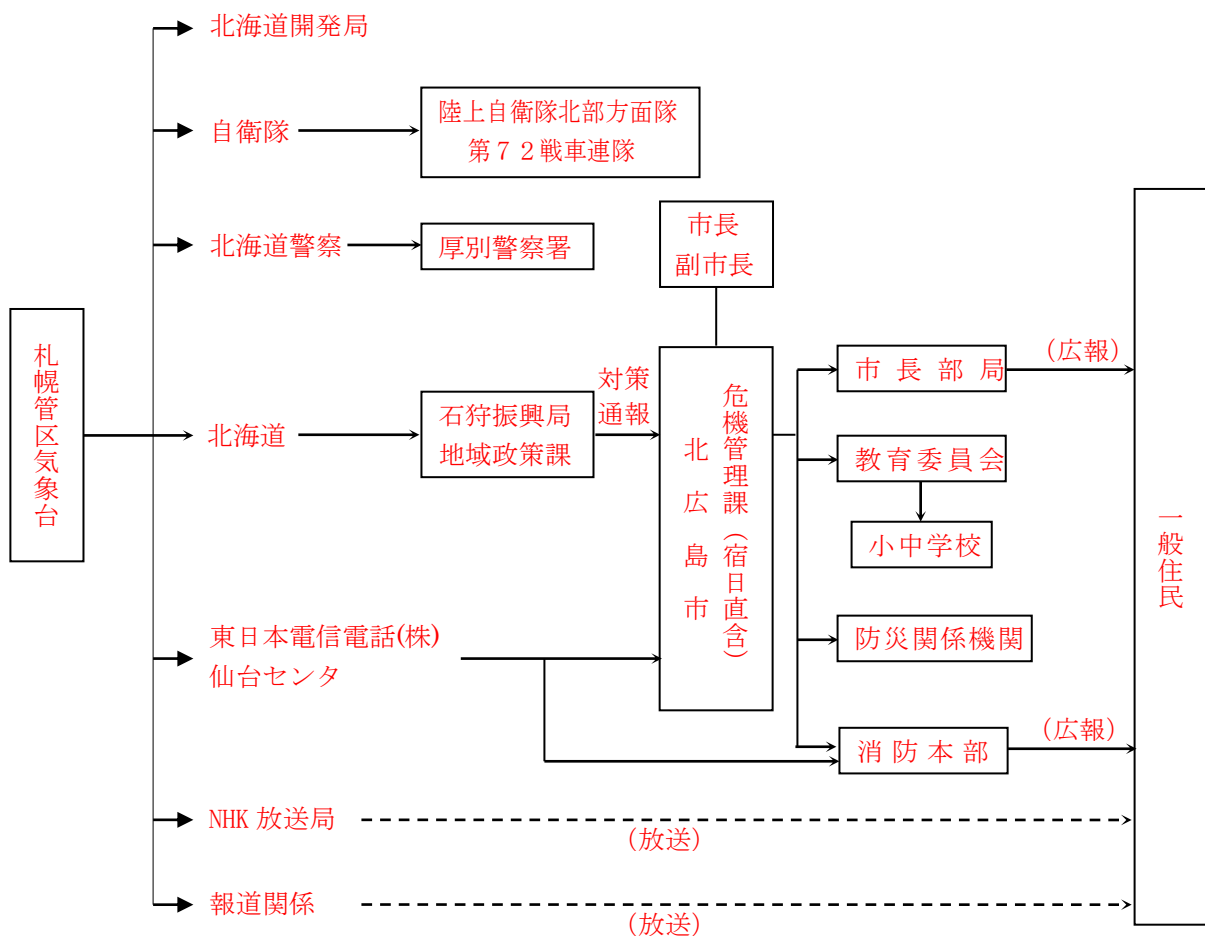 北海道開発局
自衛隊
陸上自衛隊北部方面隊
第７２戦車連隊
北海道警察
厚別警察署
市長
副市長
札幌管区気象台
北海道
石狩振興局
地域政策課
対策
通報
危機管理課（宿日直含）
北広島市
市長部局
（広報）
教育委員会
小中学校
防災関係機関
東日本電信電話(株)
仙台センタ
消防本部
（広報）
一般住民
NHK 放送局
（放送）
報道関係
（放送）